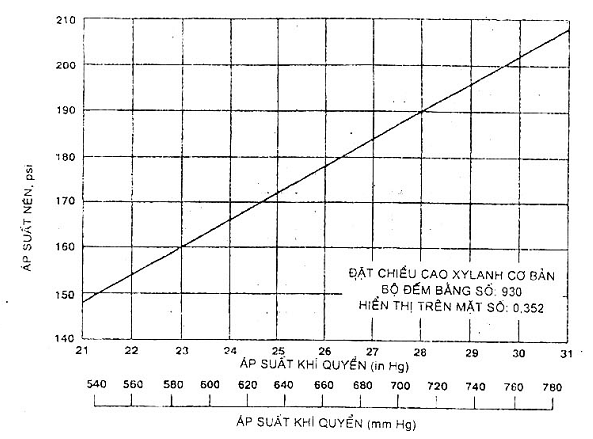 210
200
190
180
170
160
150
140
ÁP SUẤT NÉN, psi
ĐẶT CHIỀU CAO XYLANH CƠ BẢN
BỘ ĐẾM BẰNG SỐ: 930
HIỂN THỊ TRÊN MẶT SỐ: 0,352
21 22 23 24 25 26 27 28 29 30 31
ÁP SUẤT KHÍ QUYỂN (in Hg)
540 560 580 600 620 640 660 680 700 720 740 760 780
ÁP SUẤT KHÍ QUYỂN (mm Hg)